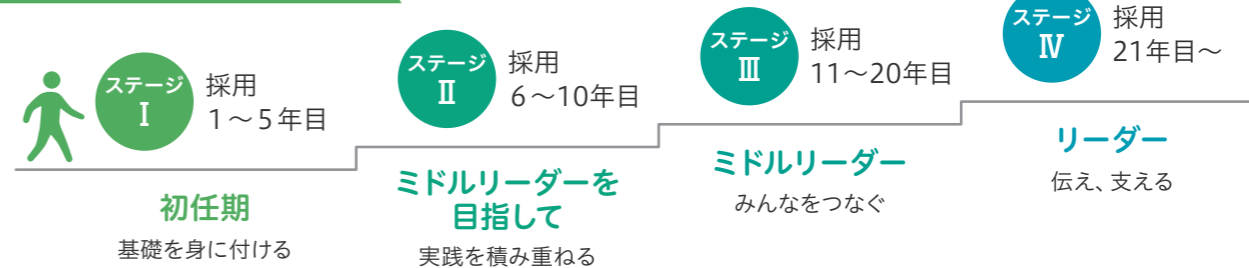 ステージ
Ⅰ
採用
1～5年目
初任期
基礎を身に付ける
ステージ
Ⅱ
採用
6～10年目
ミドルリーダーを
目指して
実践を積み重ねる
ステージ
Ⅲ
採用
11～20年目
ミドルリーダー
みんなをつなぐ
ステージ
Ⅳ
採用
21年目～
リーダー
伝え、支える